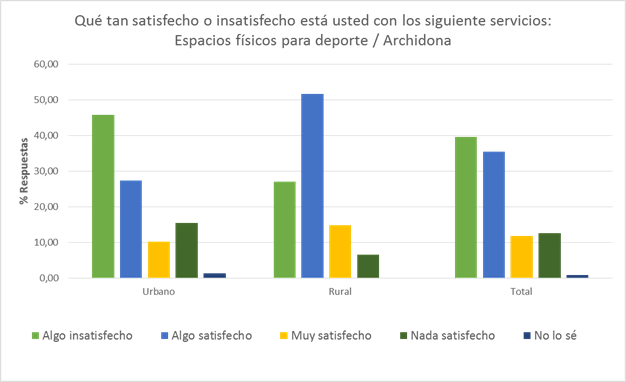 Qué tan satisfecho o insatisfecho está usted con los siguiente servicios:
Espacios físicos para deporte / Archidona
60,00
50,00
40,00
30,00
20,00
10,00
0,00
% Respuestas
Urbano
Rural
Total
Algo insatisfecho
Algo satisfecho
Muy satisfecho
Nada satisfecho
No lo sé